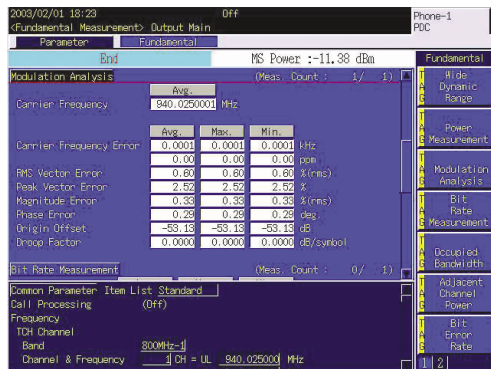 2003/02/01 18:23 Off Phone-1
<Fundamental Measurement> Output Main PDC
Parameter Fundamental
End MS Power :-11.38 dBm Fundamental
Modulation Analysis (Meas. Count : 1/ 1)
Avg.
Carrier Frequency 940.0250001 MHz
Avg. Max. Min.
Carrier Frequency Error 0.0001 0.0001 0.0001 kHz
0.00 0.00 0.00 ppm
RMS Vector Error 0.60 0.60 0.60 %(rms)
Peak Vector Error 2.52 2.52 2.52 %
Magnitude Error 0.33 0.33 0.33 %(rms)
Phase Error 0.29 0.29 0.29 deg.
Origin Offset -53.13 -53.13 -53.13 dB
Droop Factor 0.0000 0.0000 0.0000 dB/symbol
Bit Rate Measurement (Meas. Count : 0/ 1)
Common Parameter Item List Standard
Call Processing (Off)
Frequency
TCH Channel
Band 800MHz-1
Channel & Frequency 1 CH = UL 940.025000 MHz
TAG Wide Dynamic Range
TAG Power Measurement
TAG Modulation Analysis
TAG Bit Rate Measurement
TAG Occupied Bandwidth
TAG Adjacent Channel Power
TAG Bit Error Rate
1 2